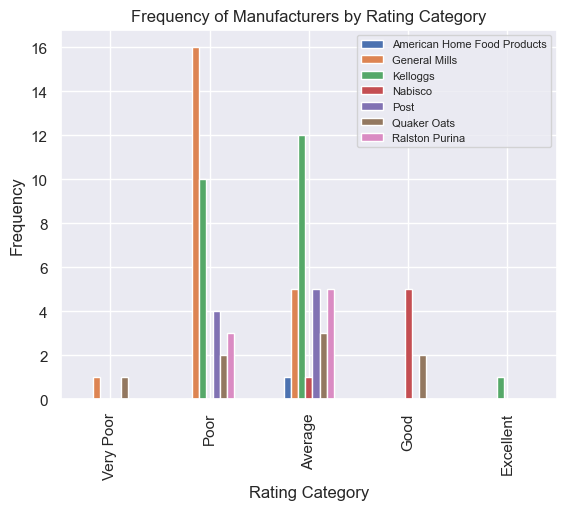 Frequency of Manufacturers by Rating Category
American Home Food Products
General Mills
Kelloggs
Nabisco
Post
Quaker Oats
Ralston Purina
16
14
12
10
8
6
4
2
0
Frequency
Very Poor
Poor
Average
Good
Excellent
Rating Category